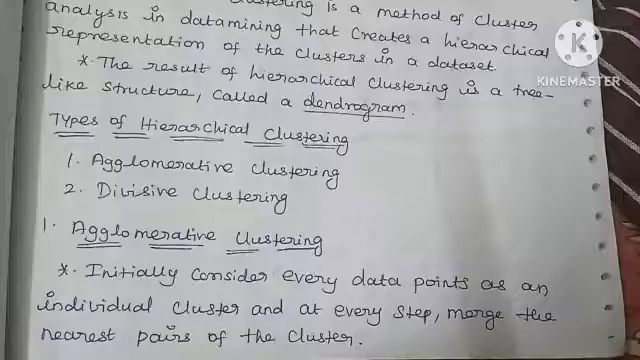 Clustering is a method of Cluster
analysis in datamining that Creates a hierarchical
representation of the clusters in a dataset.
*. The result of hierarchical clustering is a tree-
like structure, called a dendrogram.
Types of Hierarchical Clustering
1. Agglomerative Clustering
2. Divisive Clustering
1. Agglomerative Clustering
*. Initially Consider every data points as an
individual Cluster and at every step, merge the
nearest pairs of the Cluster.
KINEMASTER